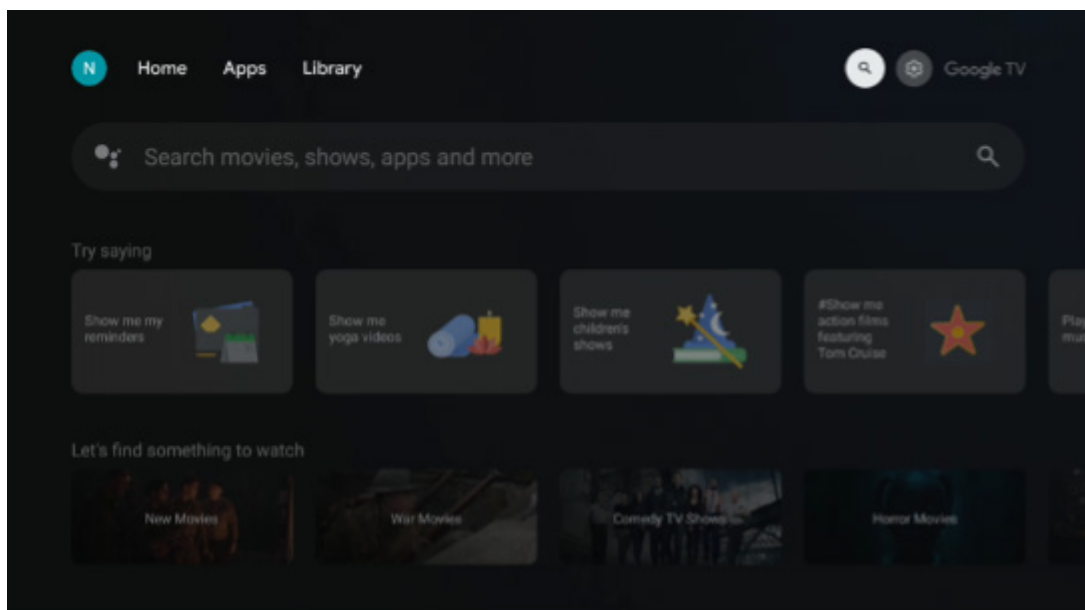 N Home Apps Library Google TV
Search movies, shows, apps and more
Try saying
Show me my
reminders
Show me
yoga videos
Show me
children's
shows
#Show me
action films
featuring
Tom Cruise
Let's find something to watch
New Movies
War Movies
Comedy TV Shows
Horror Movies